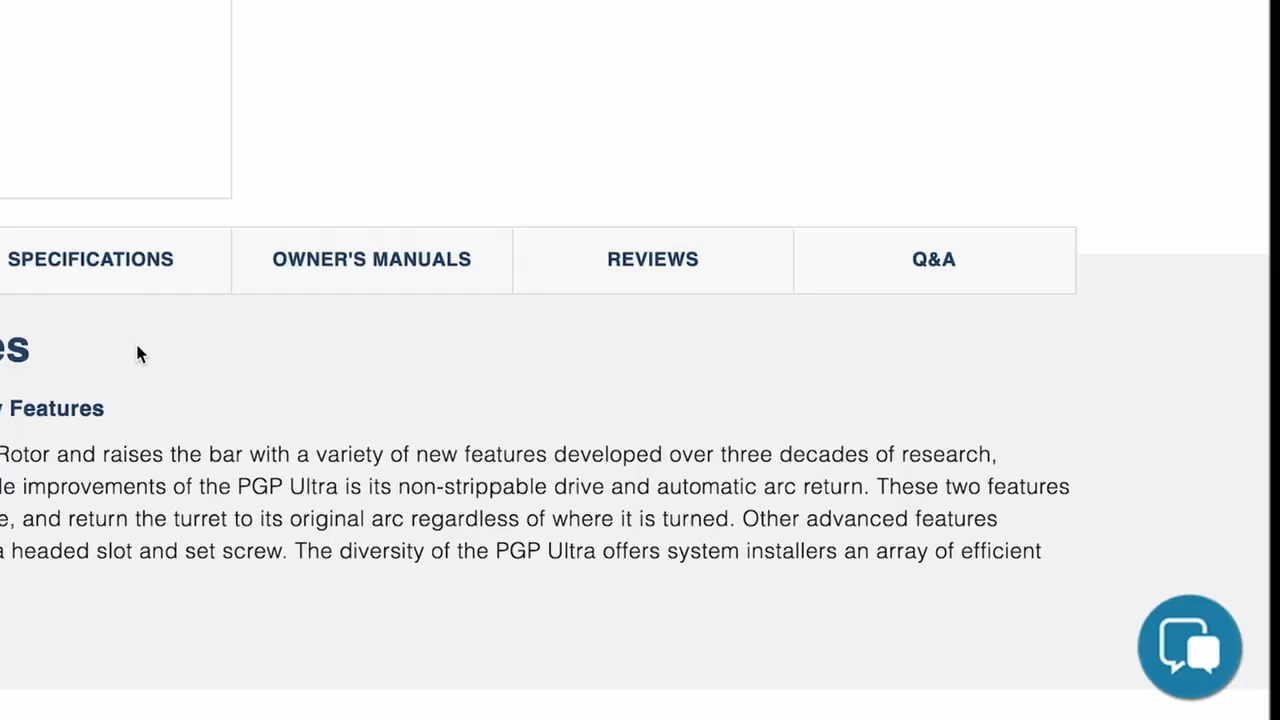 SPECIFICATIONS OWNER'S MANUALS REVIEWS Q&A
Features
Rotor and raises the bar with a variety of new features developed over three decades of research,
improvements of the PGP Ultra is its non-strippable drive and automatic arc return. These two features
and return the turret to its original arc regardless of where it is turned. Other advanced features
a headed slot and set screw. The diversity of the PGP Ultra offers system installers an array of efficient